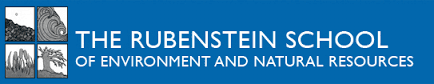 THE RUBENSTEIN SCHOOL
OF ENVIRONMENT AND NATURAL RESOURCES